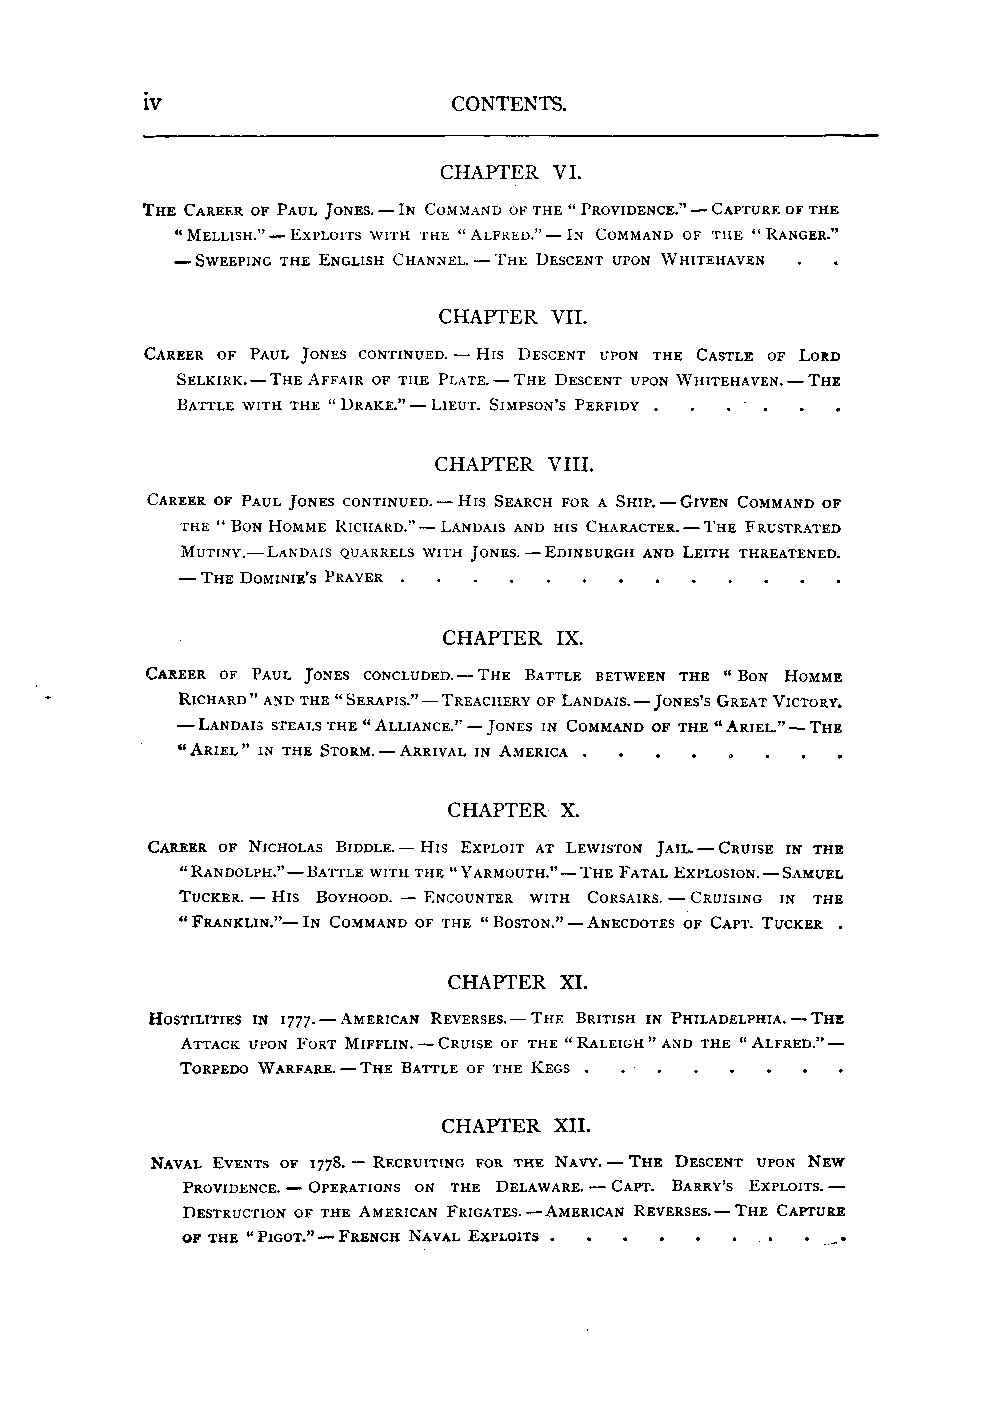 iv CONTENTS.
CHAPTER VI.
THE CAREER OF PAUL JONES. — IN COMMAND OF THE "PROVIDENCE." — CAPTURE OF THE
"MELLISH." — EXPLOITS WITH THE "ALFRED." — IN COMMAND OF THE "RANGER."
— SWEEPING THE ENGLISH CHANNEL. — THE DESCENT UPON WHITEHAVEN . .
CHAPTER VII.
CAREER OF PAUL JONES CONTINUED. — HIS DESCENT UPON THE CASTLE OF LORD
SELKIRK. — THE AFFAIR OF THE PLATE. — THE DESCENT UPON WHITEHAVEN. — THE
BATTLE WITH THE "DRAKE." — LIEUT. SIMPSON'S PERFIDY . . . . . .
CHAPTER VIII.
CAREER OF PAUL JONES CONTINUED. — HIS SEARCH FOR A SHIP. — GIVEN COMMAND OF
THE "BON HOMME RICHARD." — LANDAIS AND HIS CHARACTER. — THE FRUSTRATED
MUTINY. — LANDAIS QUARRELS WITH JONES. — EDINBURGH AND LEITH THREATENED.
— THE DOMINIE'S PRAYER . . . . . . . . . . . . .
CHAPTER IX.
CAREER OF PAUL JONES CONCLUDED. — THE BATTLE BETWEEN THE "BON HOMME
RICHARD" AND THE "SERAPIS." — TREACHERY OF LANDAIS. — JONES'S GREAT VICTORY.
— LANDAIS STEALS THE "ALLIANCE." — JONES IN COMMAND OF THE "ARIEL." — THE
"ARIEL" IN THE STORM. — ARRIVAL IN AMERICA . . . . . . . .
CHAPTER X.
CAREER OF NICHOLAS BIDDLE. — HIS EXPLOIT AT LEWISTON JAIL. — CRUISE IN THE
"RANDOLPH." — BATTLE WITH THE "YARMOUTH." — THE FATAL EXPLOSION. — SAMUEL
TUCKER. — HIS BOYHOOD. — ENCOUNTER WITH CORSAIRS. — CRUISING IN THE
"FRANKLIN." — IN COMMAND OF THE "BOSTON." — ANECDOTES OF CAPT. TUCKER .
CHAPTER XI.
HOSTILITIES IN 1777. — AMERICAN REVERSES. — THE BRITISH IN PHILADELPHIA. — THE
ATTACK UPON FORT MIFFLIN. — CRUISE OF THE "RALEIGH" AND THE "ALFRED." —
TORPEDO WARFARE. — THE BATTLE OF THE KEGS . . . . . . . .
CHAPTER XII.
NAVAL EVENTS OF 1778. — RECRUITING FOR THE NAVY. — THE DESCENT UPON NEW
PROVIDENCE. — OPERATIONS ON THE DELAWARE. — CAPT. BARRY'S EXPLOITS. —
DESTRUCTION OF THE AMERICAN FRIGATES. — AMERICAN REVERSES. — THE CAPTURE
OF THE "PIGOT." — FRENCH NAVAL EXPLOITS . . . . . . . . .